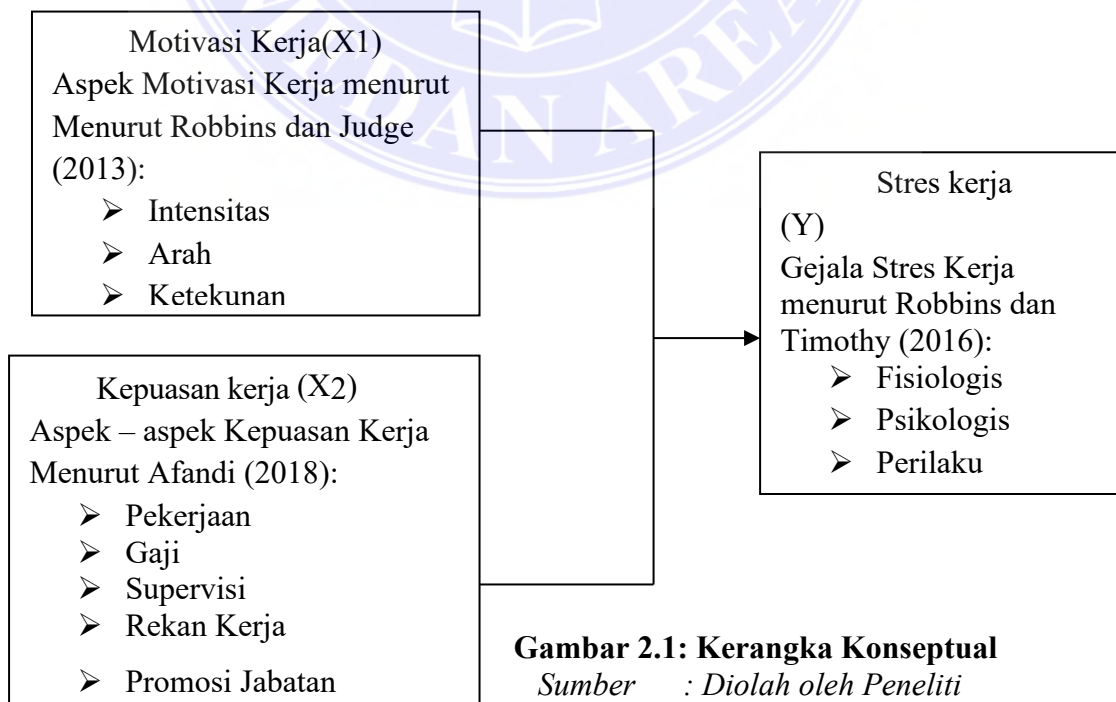 MEDAN AREA
Motivasi Kerja(X1)
Aspek Motivasi Kerja menurut
Menurut Robbins dan Judge
(2013):
➢ Intensitas
➢ Arah
➢ Ketekunan
Kepuasan kerja (X2)
Aspek – aspek Kepuasan Kerja
Menurut Afandi (2018):
➢ Pekerjaan
➢ Gaji
➢ Supervisi
➢ Rekan Kerja
➢ Promosi Jabatan
Stres kerja
(Y)
Gejala Stres Kerja
menurut Robbins dan
Timothy (2016):
➢ Fisiologis
➢ Psikologis
➢ Perilaku
Gambar 2.1: Kerangka Konseptual
Sumber : Diolah oleh Peneliti